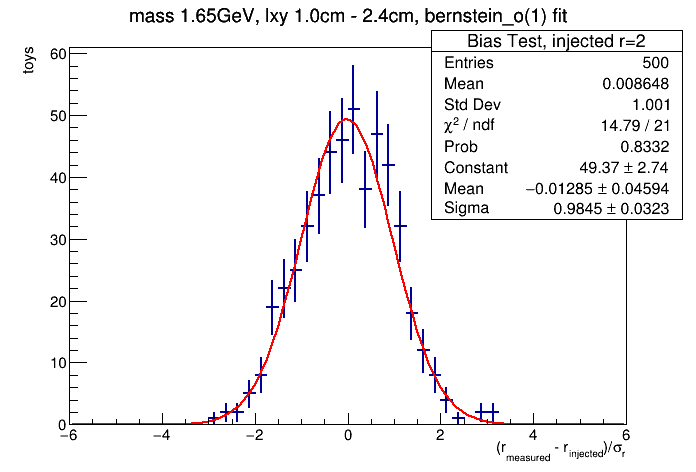 mass 1.65GeV, lxy 1.0cm - 2.4cm, bernstein_o(1) fit
toys
Bias Test, injected r=2
Entries 500
Mean 0.008648
Std Dev 1.001
χ² / ndf 14.79 / 21
Prob 0.8332
Constant 49.37 ± 2.74
Mean −0.01285 ± 0.04594
Sigma 0.9845 ± 0.0323
60
50
40
30
20
10
0
−6 −4 −2 0 2 4 6
(r_measured - r_injected)/σ_r